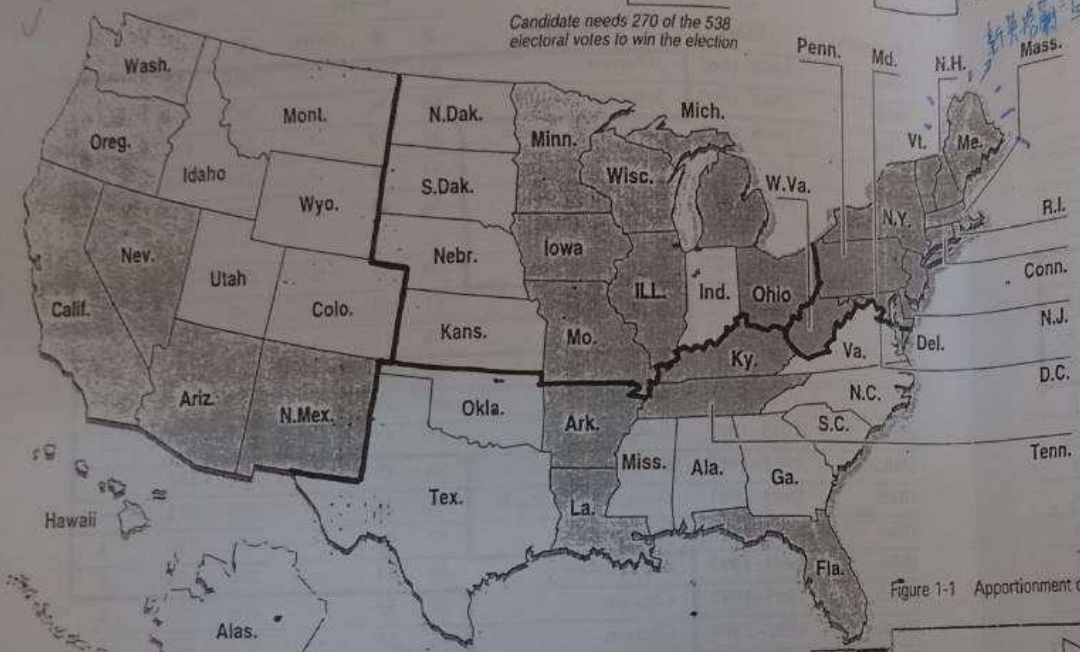 Candidate needs 270 of the 538
electoral votes to win the election
Penn.
Md.
N.H.
Mass.
Wash.
Mont.
N.Dak.
Minn.
Mich.
Vt.
Me.
Oreg.
Idaho
S.Dak.
Wisc.
W.Va.
Wyo.
N.Y.
R.I.
Nev.
Utah
Nebr.
Iowa
Conn.
Calif.
Colo.
Kans.
Mo.
ILL.
Ind.
Ohio
N.J.
Ky.
Va.
Del.
D.C.
Ariz.
N.Mex.
Okla.
Ark.
N.C.
S.C.
Tenn.
Tex.
Miss.
Ala.
Ga.
La.
Hawaii
Fla.
Figure 1-1 Apportionment
Alas.